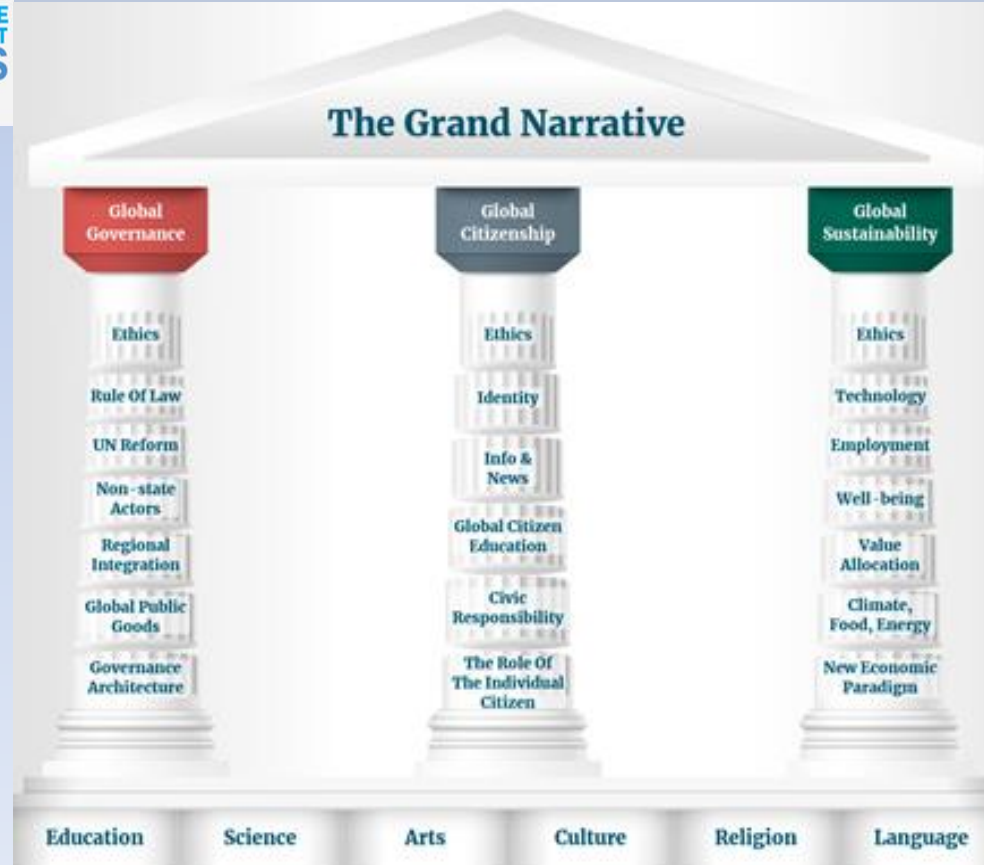 The Grand Narrative
Global
Governance
Ethics
Rule Of Law
UN Reform
Non-state
Actors
Regional
Integration
Global Public
Goods
Governance
Architecture
Global
Citizenship
Ethics
Identity
Info &
News
Global Citizen
Education
Civic
Responsibility
The Role Of
The Individual
Citizen
Global
Sustainability
Ethics
Technology
Employment
Well-being
Value
Allocation
Climate,
Food, Energy
New Economic
Paradigm
Education Science Arts Culture Religion Language